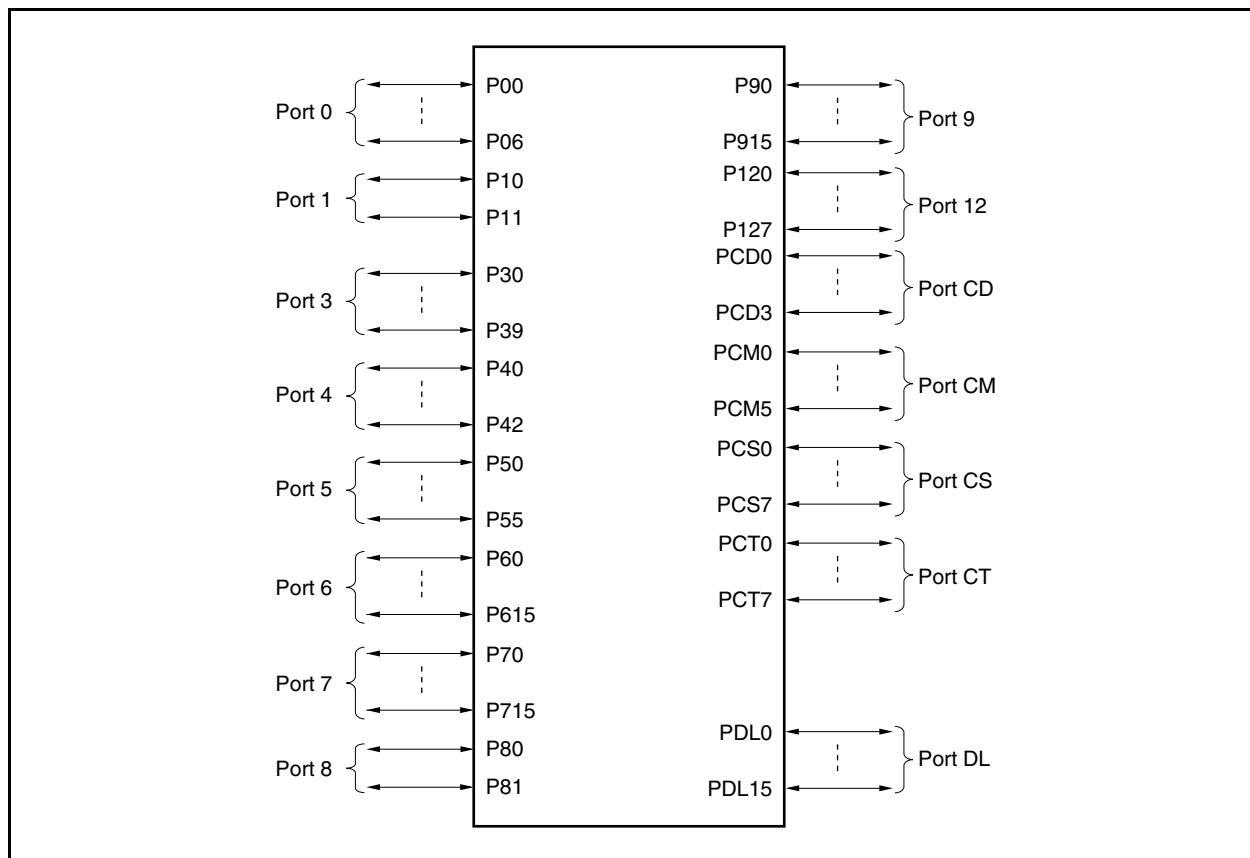 Port 0
P00
P06
Port 1
P10
P11
Port 3
P30
P39
Port 4
P40
P42
Port 5
P50
P55
Port 6
P60
P615
Port 7
P70
P715
Port 8
P80
P81
P90
P915
Port 9
P120
P127
Port 12
PCD0
PCD3
Port CD
PCM0
PCM5
Port CM
PCS0
PCS7
Port CS
PCT0
PCT7
Port CT
PDL0
PDL15
Port DL